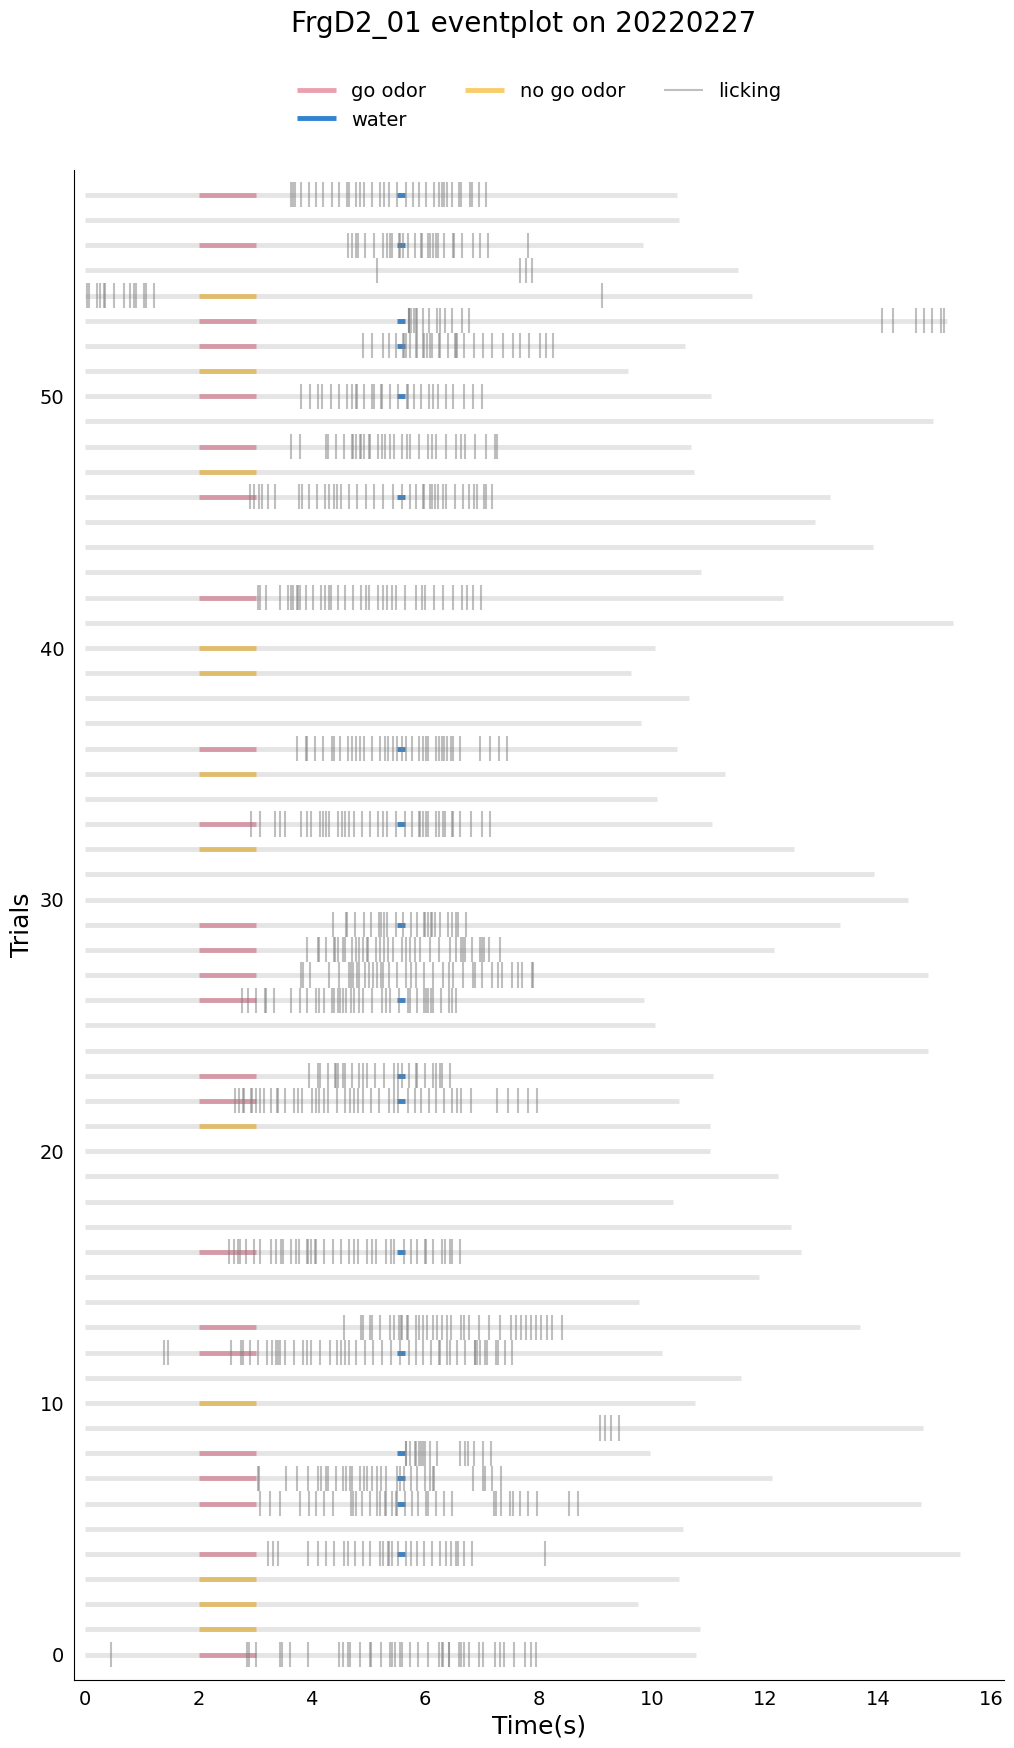 FrgD2_01 eventplot on 20220227
go odor
no go odor
licking
water
50
40
30
20
10
0
Trials
0 2 4 6 8 10 12 14 16
Time(s)